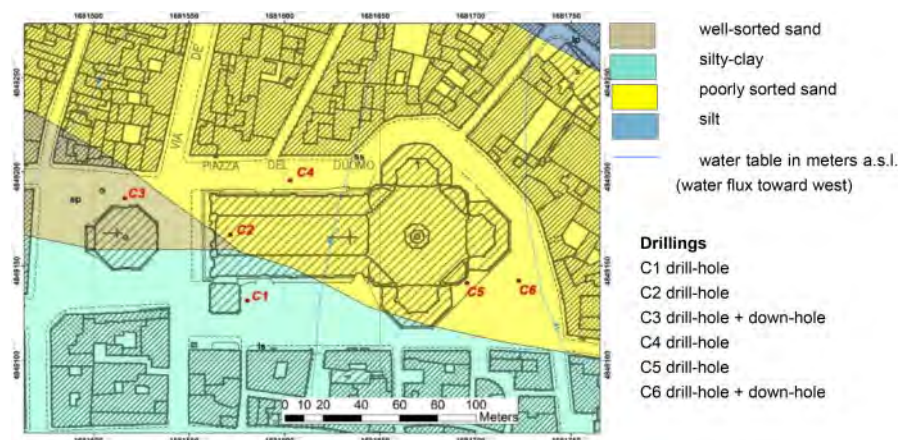 1681500 1681550 1681600 1681650 1681700 1681750
well-sorted sand
silty-clay
poorly sorted sand
silt
water table in meters a.s.l.
(water flux toward west)
VIA DE
PIAZZA DEL DUOMO
sp
C4
C3
C2
C5
C6
C1
0 10 20 40 60 80 100
Meters
Drillings
C1 drill-hole
C2 drill-hole
C3 drill-hole + down-hole
C4 drill-hole
C5 drill-hole
C6 drill-hole + down-hole